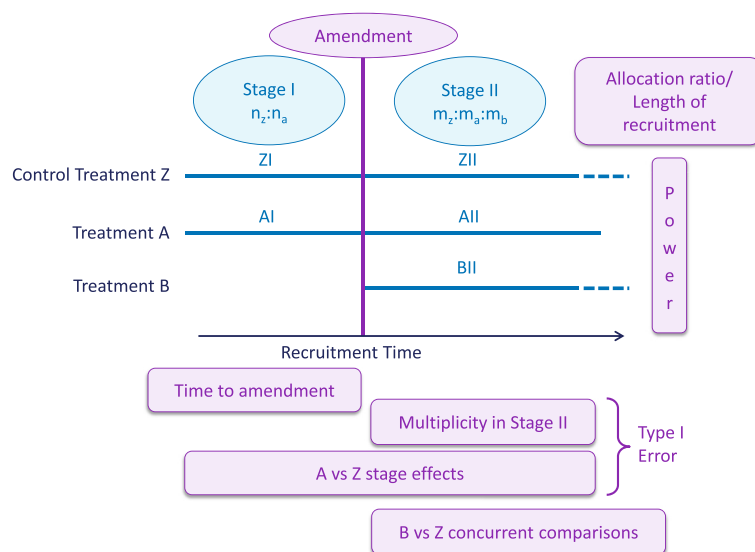 Amendment
Stage I
nz:na
Stage II
mz:ma:mb
Allocation ratio/
Length of
recruitment
Control Treatment Z
ZI
ZII
Treatment A
AI
AII
Treatment B
BII
P
o
w
e
r
Recruitment Time
Time to amendment
Multiplicity in Stage II
Type I
Error
A vs Z stage effects
B vs Z concurrent comparisons